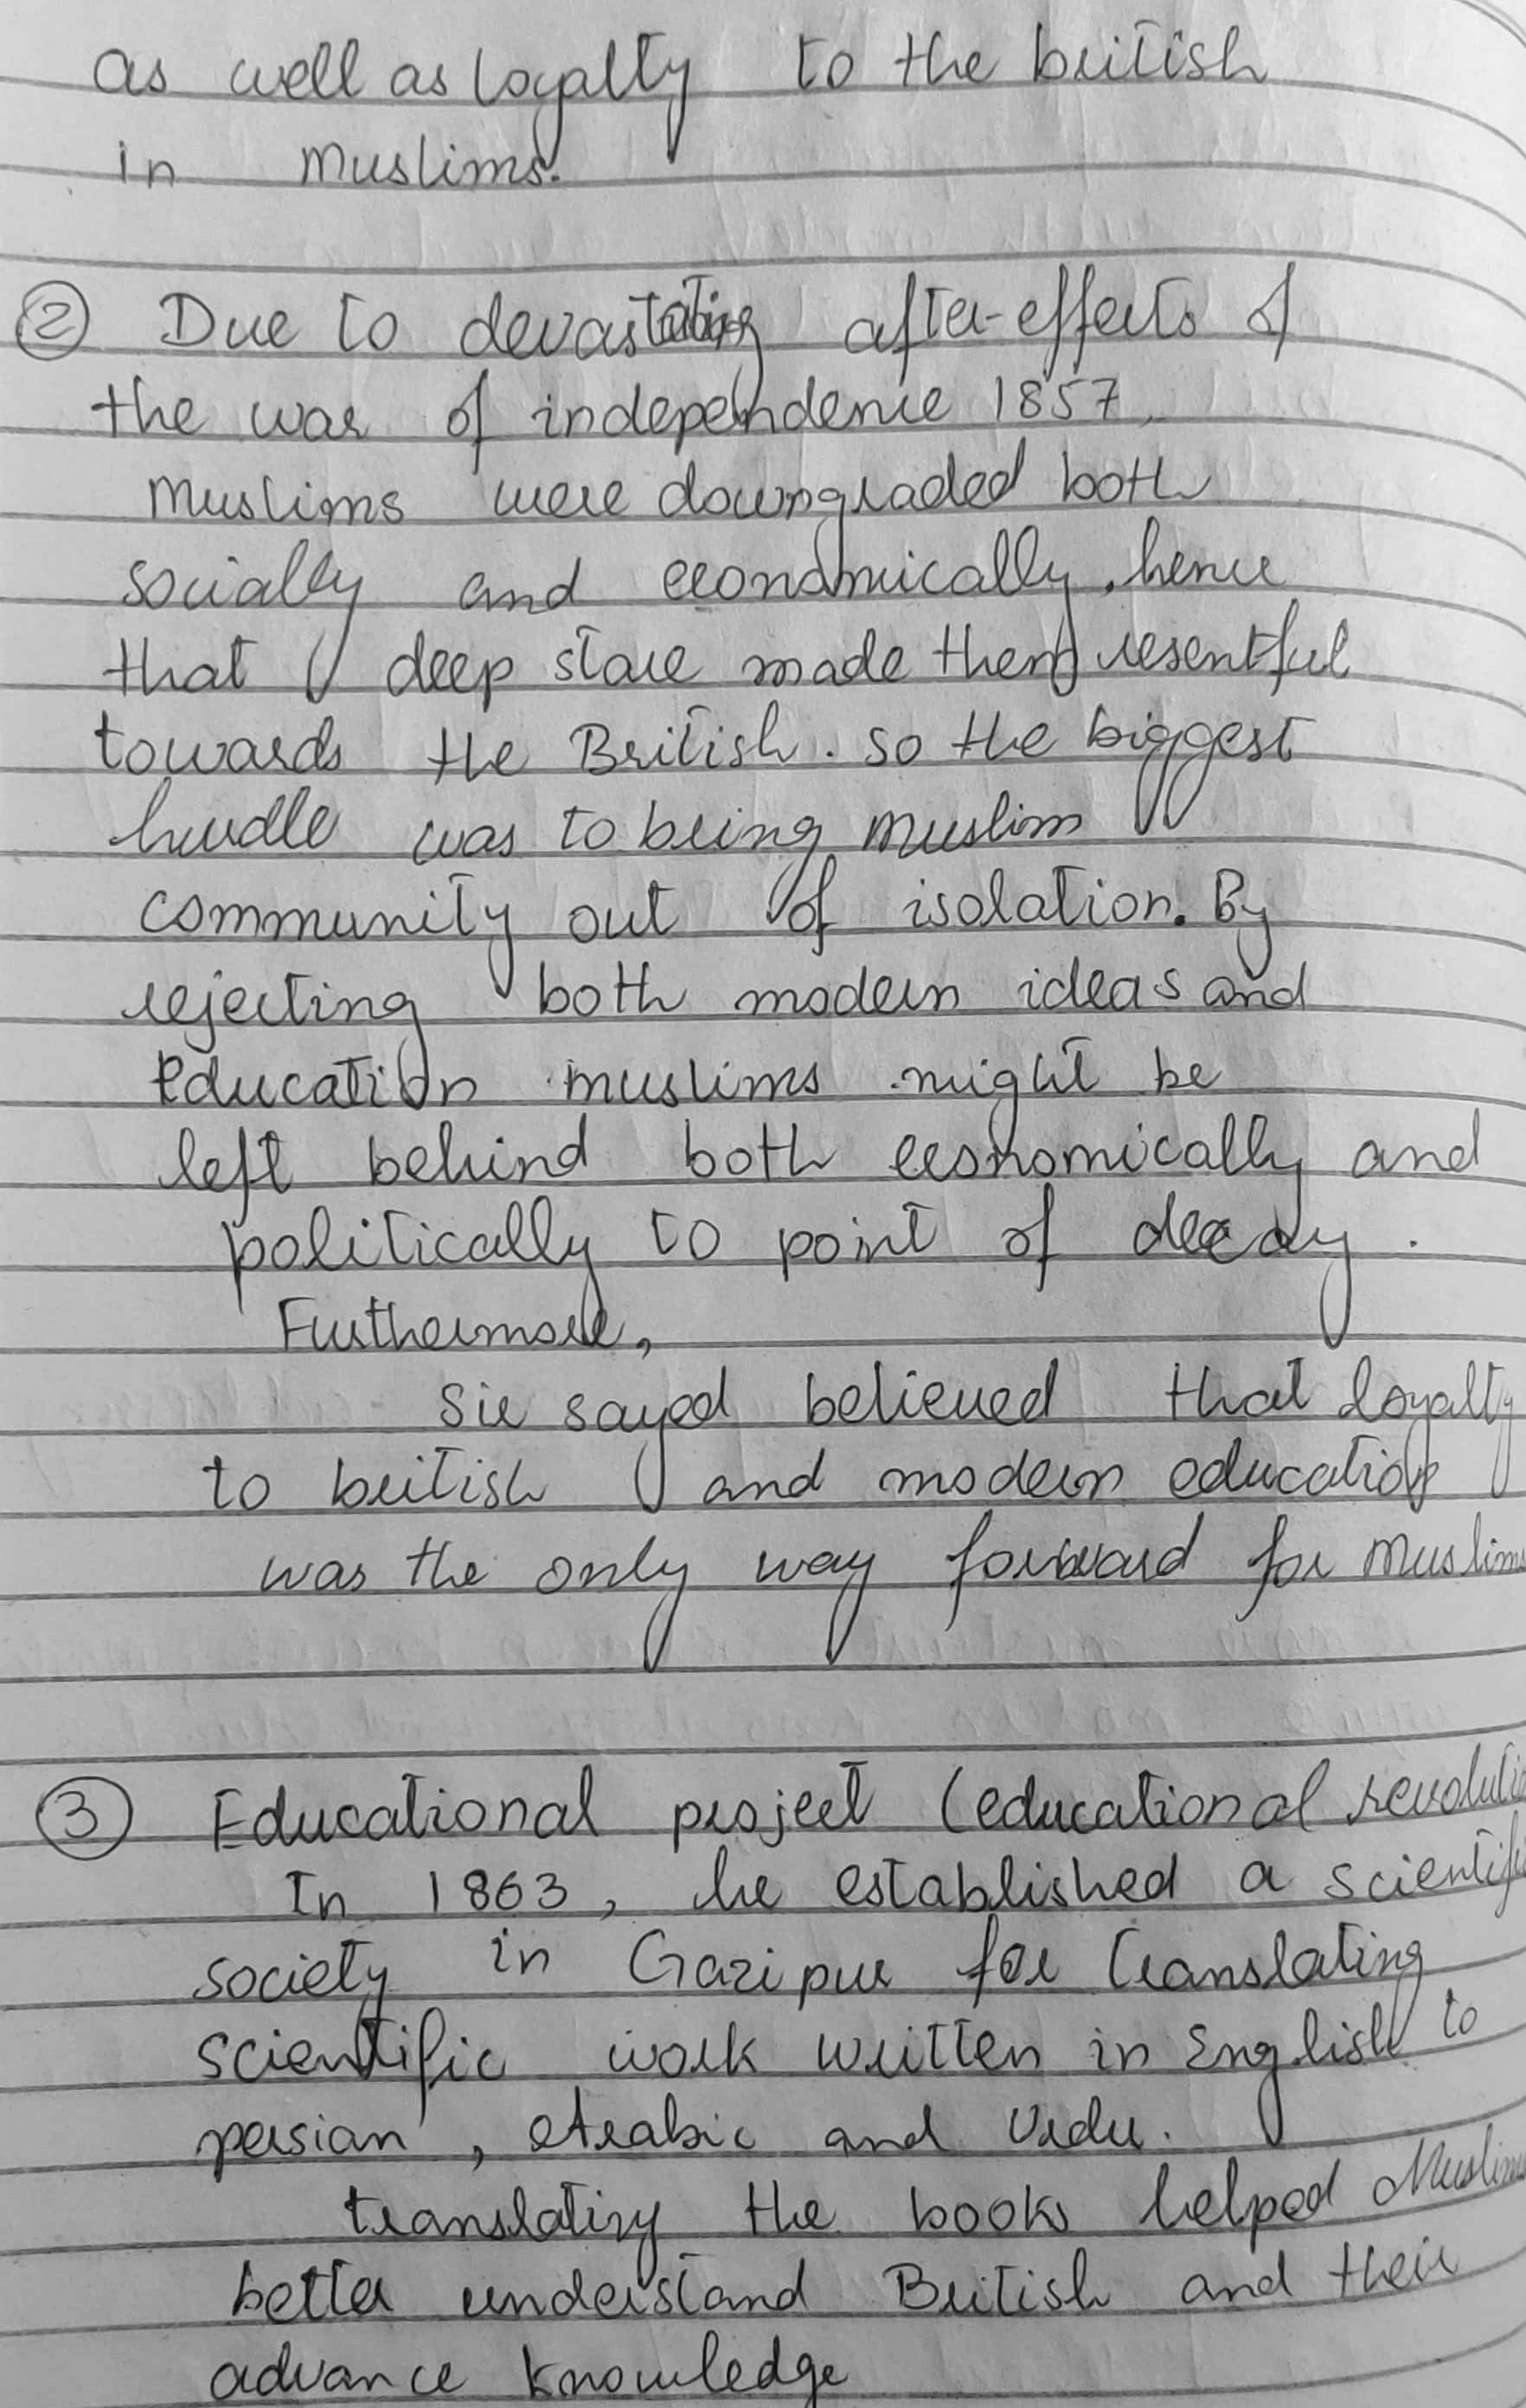 as well as loyalty to the british
in Muslims.
② Due to devastating after-effects of
the war of independence 1857,
Muslims were downgraded both
socially and economically. hence
that deep stare made them resentful
towards the British. so the biggest
hurdle was to bring Muslim
community out of isolation. By
rejecting both modern ideas and
Education muslims might be
left behind both economically and
politically to point of decay.
Furthermore,
Sir sayed believed that loyalty
to british and modern education
was the only way forward for Muslims
③ Educational project (educational revolutio
In 1863, he established a scientifi
society in Gazipur for translating
scientific work written in English to
persian, Arabic and Urdu.
translating the books helped Muslims
better understand British and their
advance knowledge